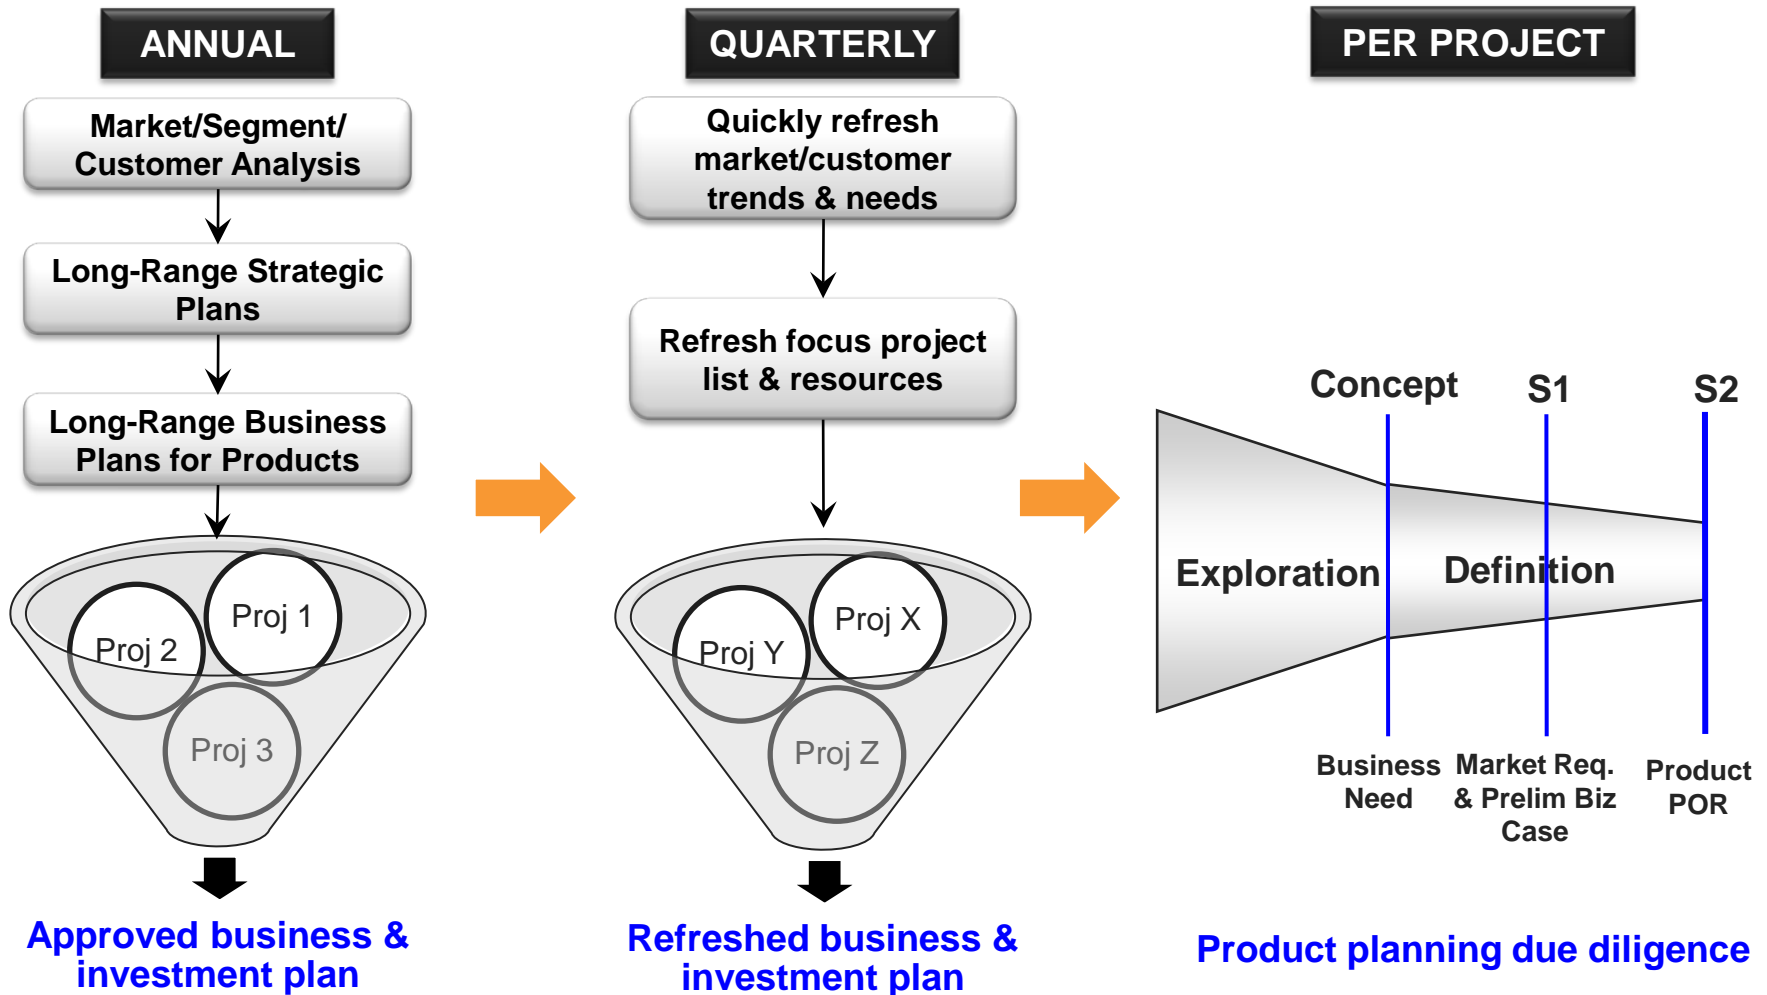 ANNUAL
Market/Segment/
Customer Analysis
Long-Range Strategic
Plans
Long-Range Business
Plans for Products
Proj 1
Proj 2
Proj 3
Approved business &
investment plan
QUARTERLY
Quickly refresh
market/customer
trends & needs
Refresh focus project
list & resources
Proj X
Proj Y
Proj Z
Refreshed business &
investment plan
PER PROJECT
Concept
S1
S2
Exploration
Definition
Business
Need
Market Req.
& Prelim Biz
Case
Product
POR
Product planning due diligence